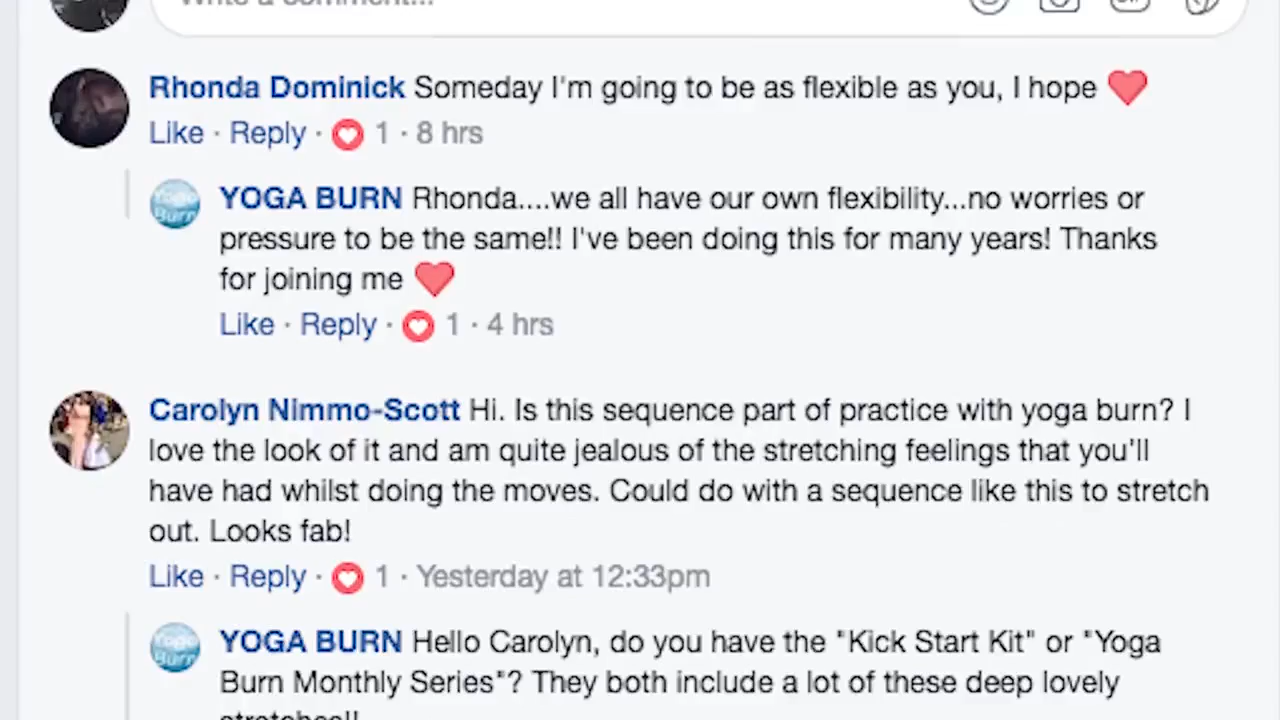 Write a comment...
Rhonda Dominick Someday I'm going to be as flexible as you, I hope ❤
Like · Reply · 1 · 8 hrs
YOGA BURN Rhonda....we all have our own flexibility...no worries or
pressure to be the same!! I've been doing this for many years! Thanks
for joining me ❤
Like · Reply · 1 · 4 hrs
Carolyn Nimmo-Scott Hi. Is this sequence part of practice with yoga burn? I
love the look of it and am quite jealous of the stretching feelings that you'll
have had whilst doing the moves. Could do with a sequence like this to stretch
out. Looks fab!
Like · Reply · 1 · Yesterday at 12:33pm
YOGA BURN Hello Carolyn, do you have the "Kick Start Kit" or "Yoga
Burn Monthly Series"? They both include a lot of these deep lovely
stretches!!